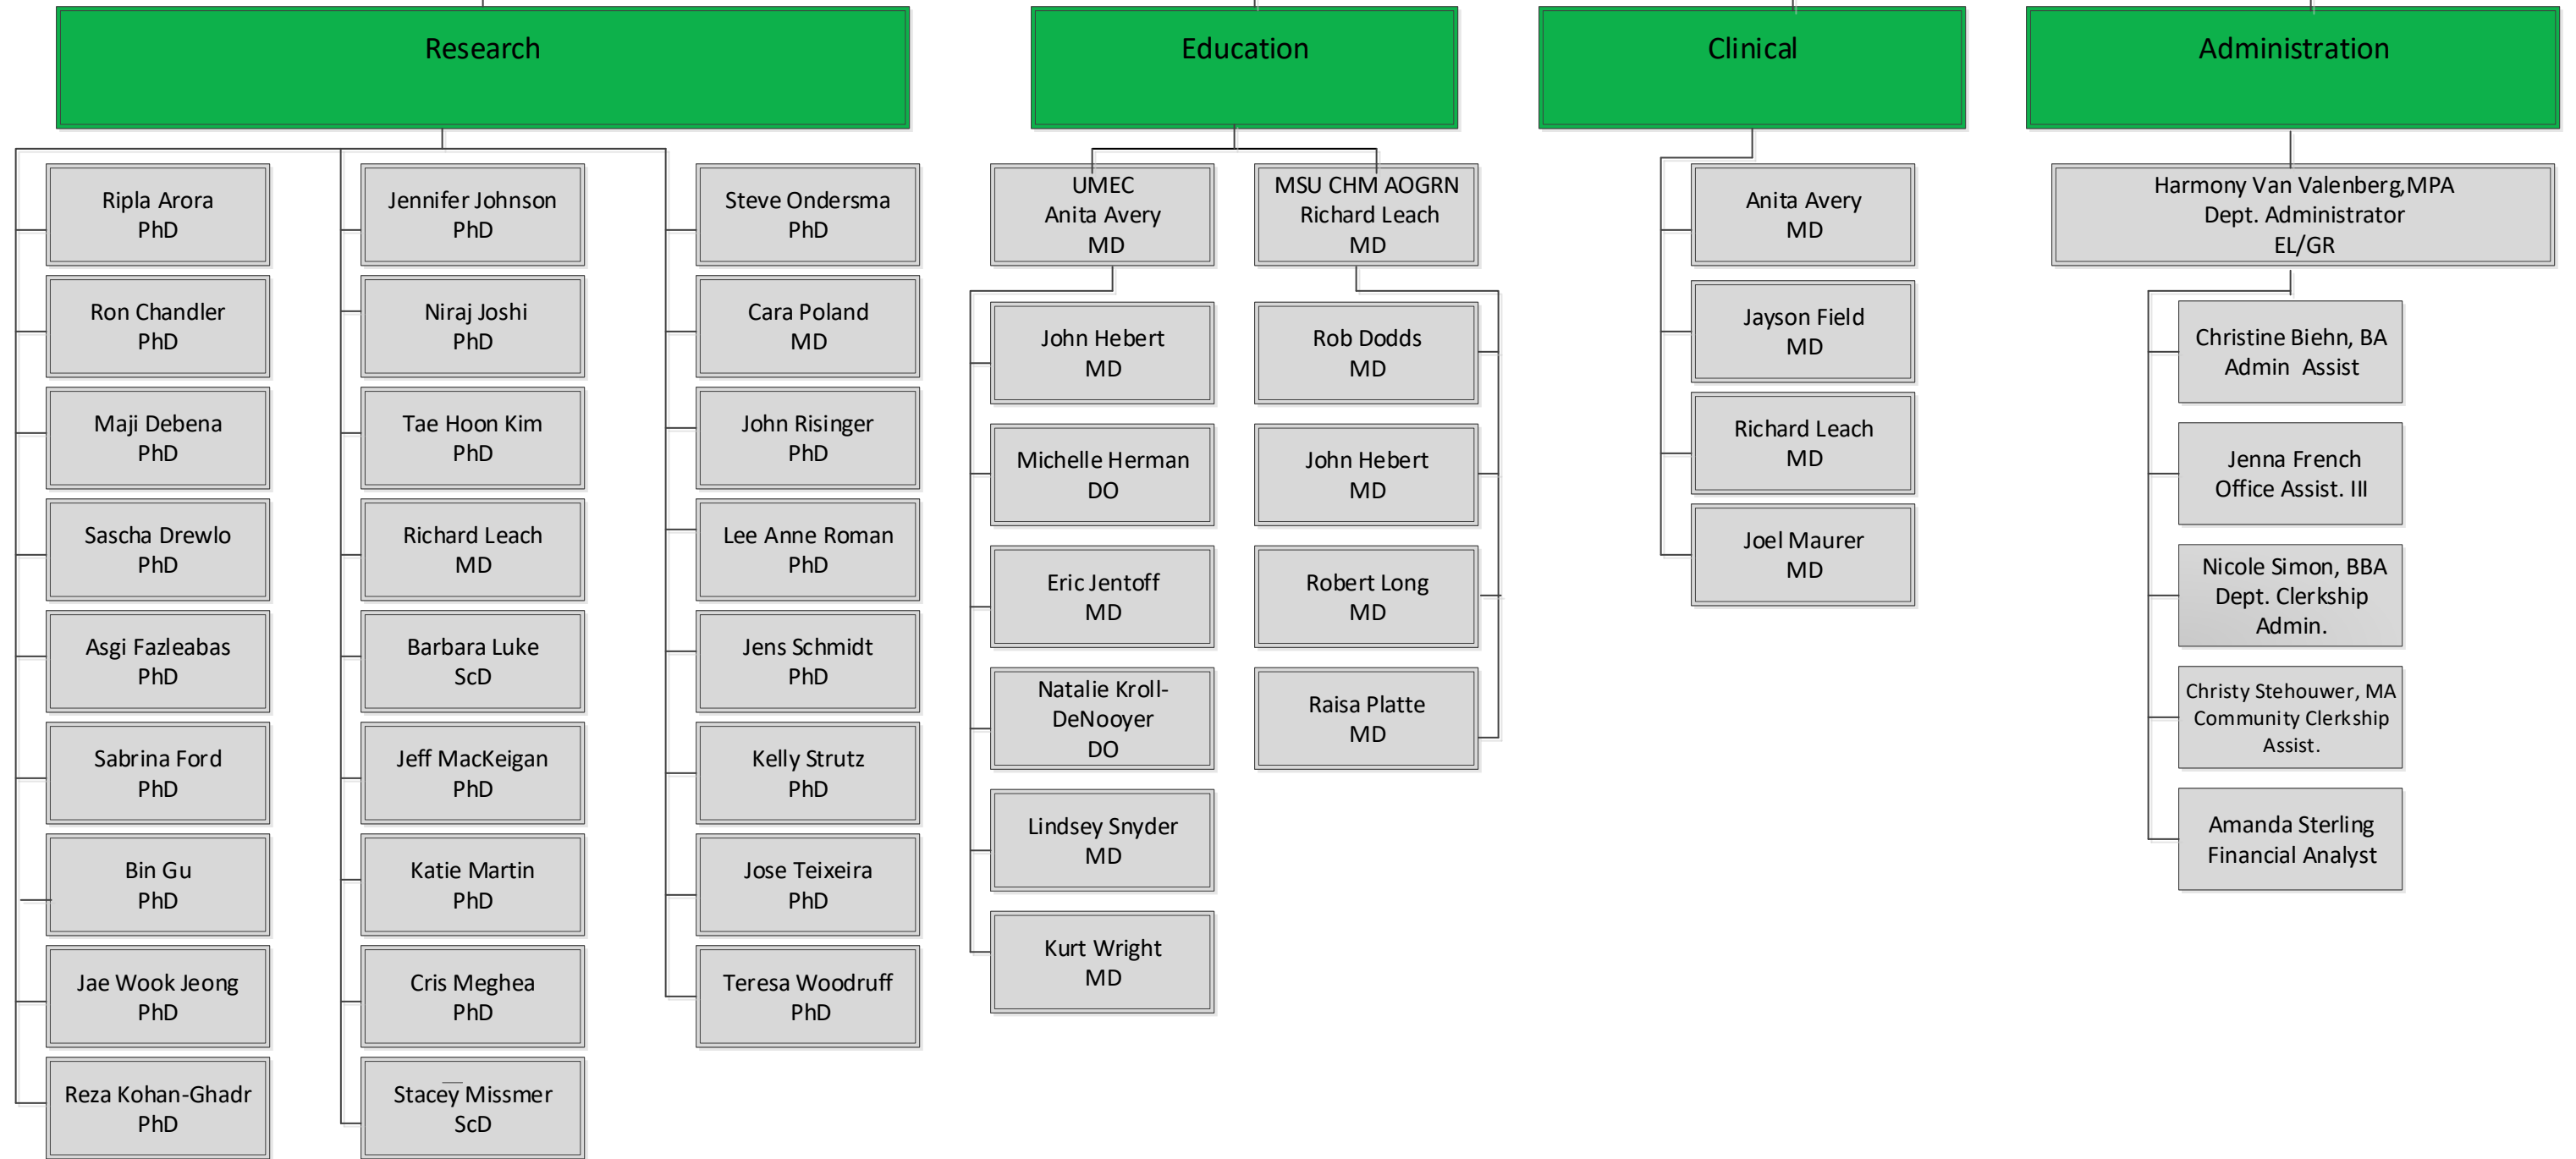 Research
Ripla Arora
PhD
Ron Chandler
PhD
Maji Debena
PhD
Sascha Drewlo
PhD
Asgi Fazleabas
PhD
Sabrina Ford
PhD
Bin Gu
PhD
Jae Wook Jeong
PhD
Reza Kohan-Ghadr
PhD
Jennifer Johnson
PhD
Niraj Joshi
PhD
Tae Hoon Kim
PhD
Richard Leach
MD
Barbara Luke
ScD
Jeff MacKeigan
PhD
Katie Martin
PhD
Cris Meghea
PhD
Stacey Missmer
ScD
Steve Ondersma
PhD
Cara Poland
MD
John Risinger
PhD
Lee Anne Roman
PhD
Jens Schmidt
PhD
Kelly Strutz
PhD
Jose Teixeira
PhD
Teresa Woodruff
PhD
Education
UMEC
Anita Avery
MD
John Hebert
MD
Michelle Herman
DO
Eric Jentoff
MD
Natalie Kroll-
DeNooyer
DO
Lindsey Snyder
MD
Kurt Wright
MD
MSU CHM AOGRN
Richard Leach
MD
Rob Dodds
MD
John Hebert
MD
Robert Long
MD
Raisa Platte
MD
Clinical
Anita Avery
MD
Jayson Field
MD
Richard Leach
MD
Joel Maurer
MD
Administration
Harmony Van Valenberg,MPA
Dept. Administrator
EL/GR
Christine Biehn, BA
Admin  Assist
Jenna French
Office Assist. III
Nicole Simon, BBA
Dept. Clerkship
Admin.
Christy Stehouwer, MA
Community Clerkship
Assist.
Amanda Sterling
Financial Analyst